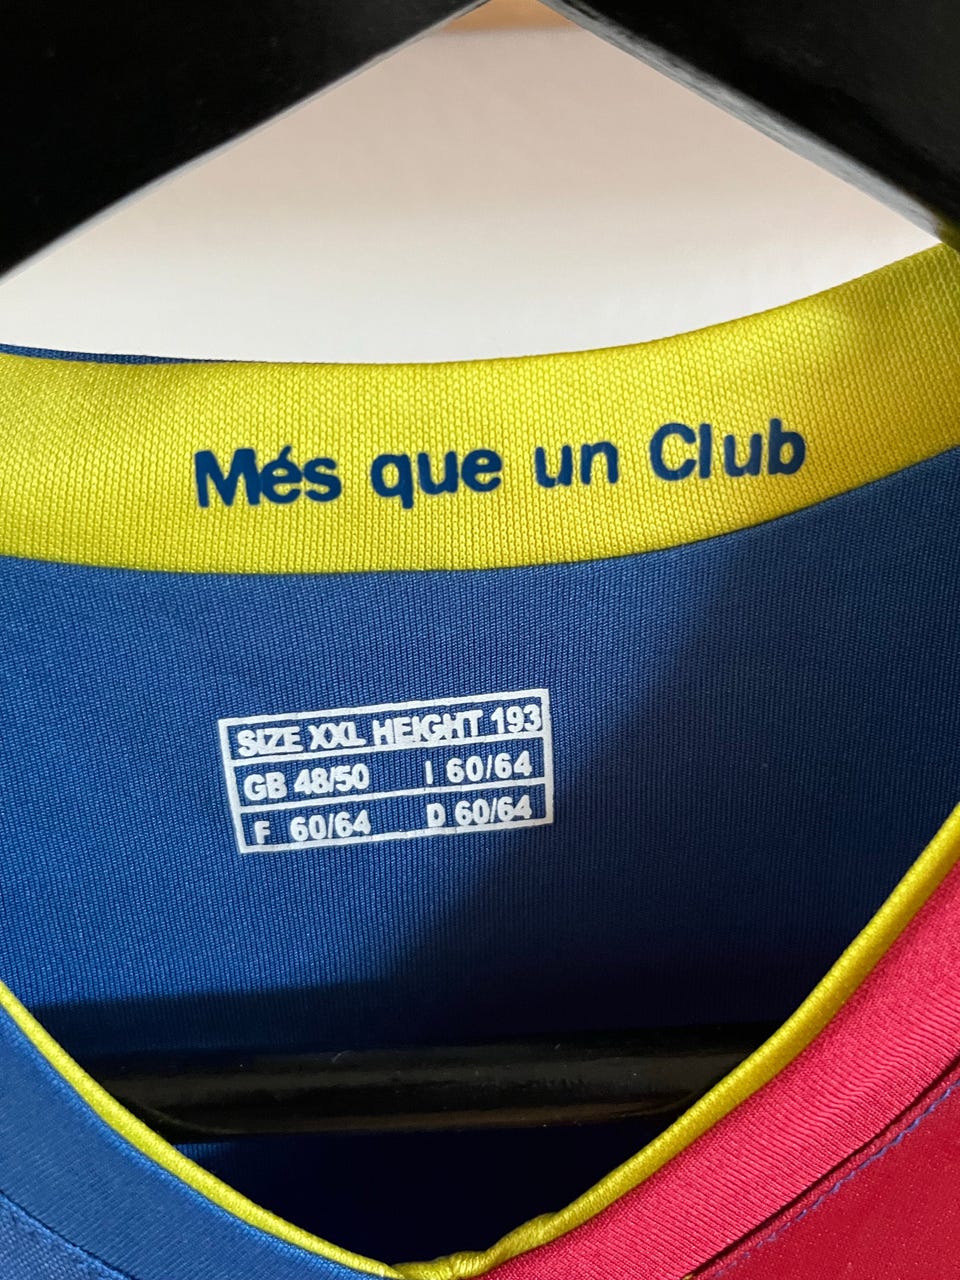 Més que un Club
SIZE XXL HEIGHT 193
GB 48/50 I 60/64
F 60/64 D 60/64